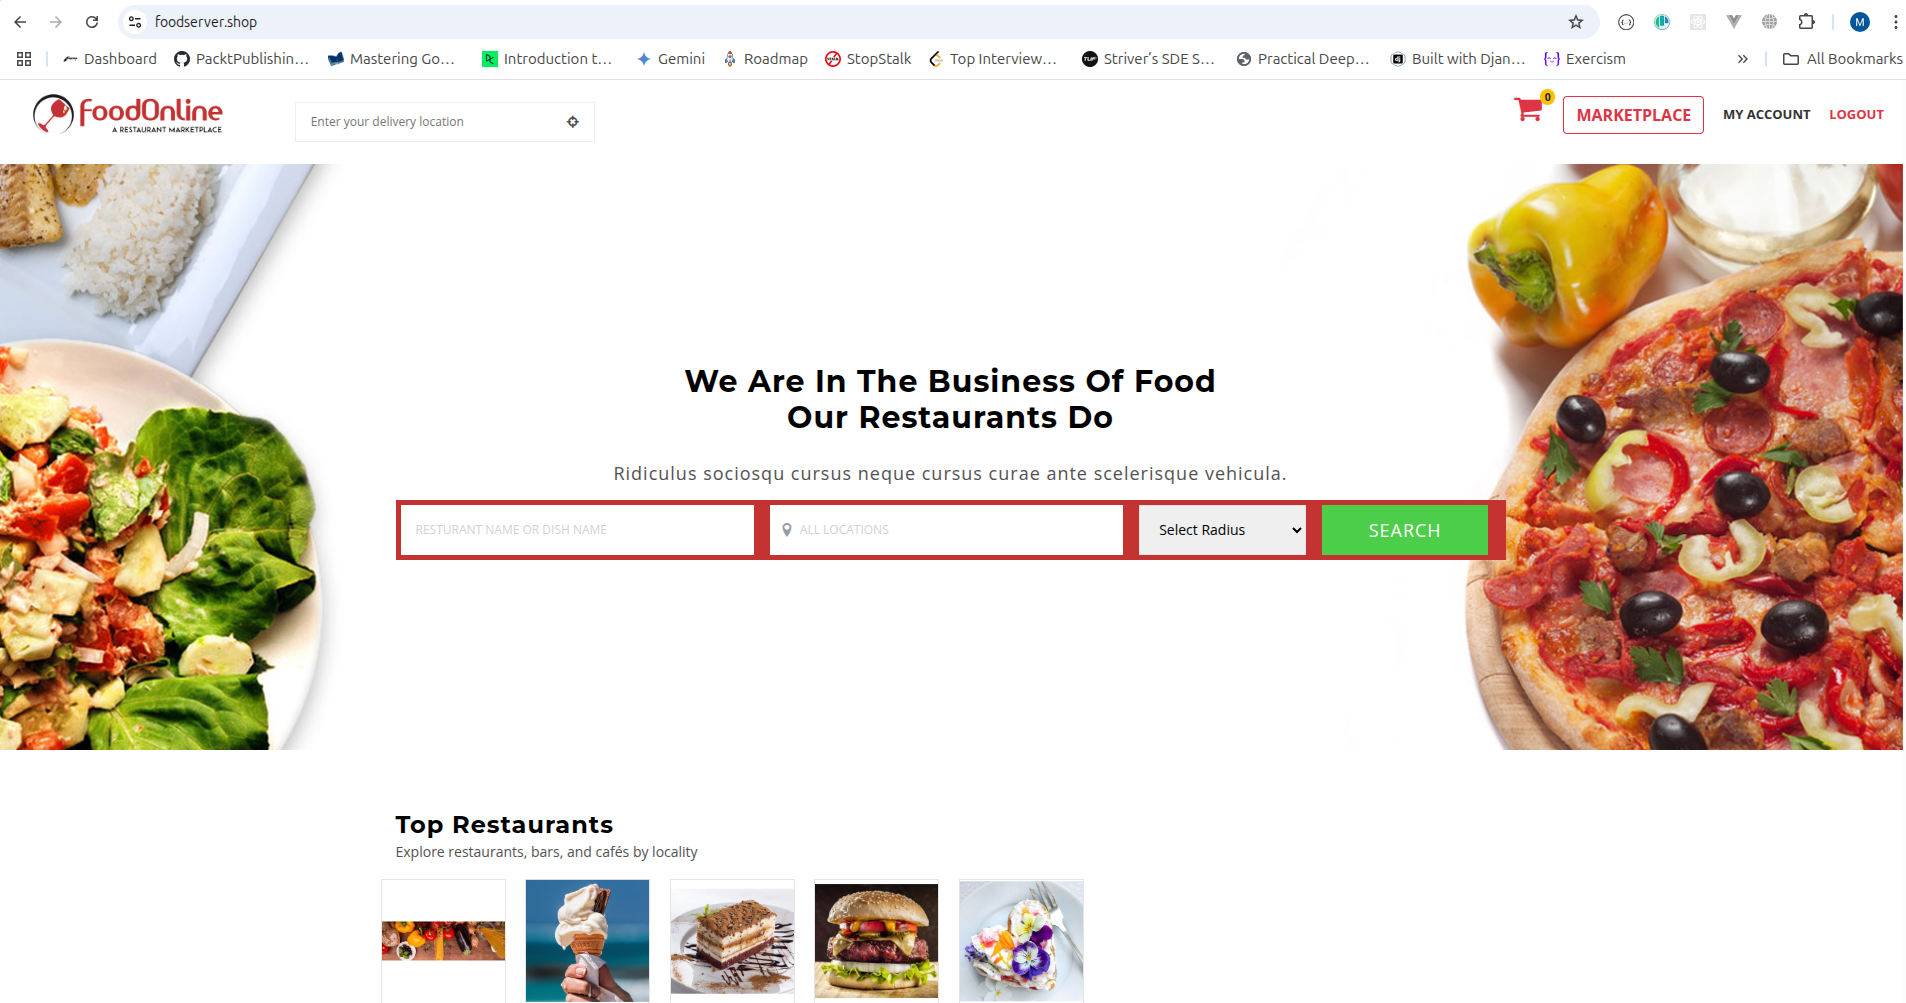 foodserver.shop
M
Dashboard
PacktPublishin...
Mastering Go...
Introduction t...
Gemini
Roadmap
StopStalk
Top Interview...
Striver's SDE S...
Practical Deep...
Built with Djan...
Exercism
»
All Bookmarks
FoodOnline
A RESTAURANT MARKETPLACE
Enter your delivery location
0
MARKETPLACE
MY ACCOUNT
LOGOUT
We Are In The Business Of Food
Our Restaurants Do
Ridiculus sociosqu cursus neque cursus curae ante scelerisque vehicula.
RESTURANT NAME OR DISH NAME
ALL LOCATIONS
Select Radius
SEARCH
Top Restaurants
Explore restaurants, bars, and cafés by locality